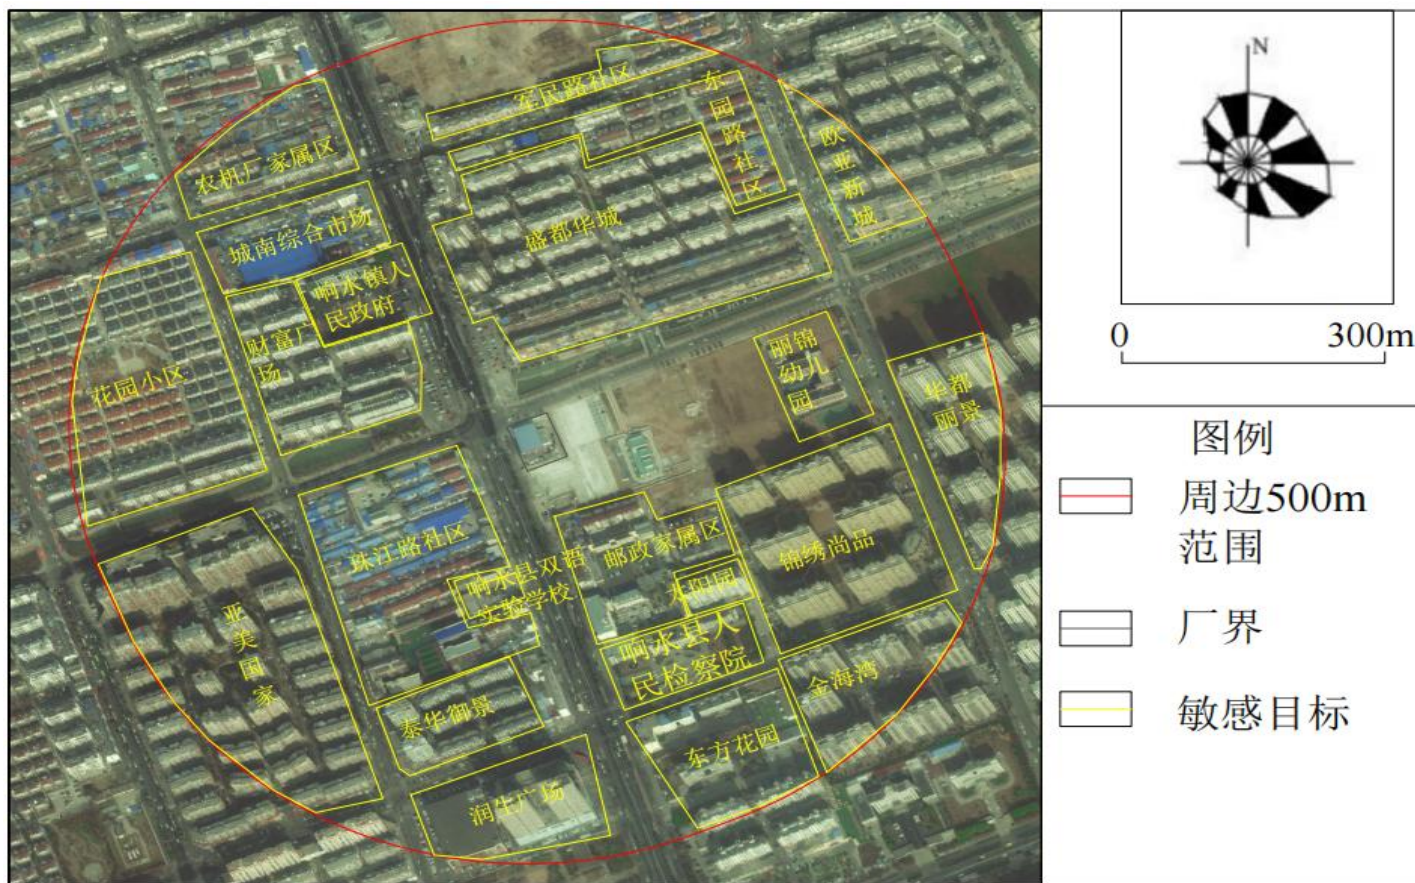 军民路社区
东
园
路
社
区
欧
亚
新
城
农机厂家属区
城南综合市场
盛都华城
响水镇人
民政府
财富广
场
花园小区
丽锦
幼儿
园
华都
丽景
珠江路社区
响水县双语
实验学校
邮政家属区
锦绣尚品
水阳园
亚
美
国
家
响水县人
民检察院
金海湾
泰华御景
东方花园
润生广场
N
0 300m
图例
周边500m
范围
厂界
敏感目标